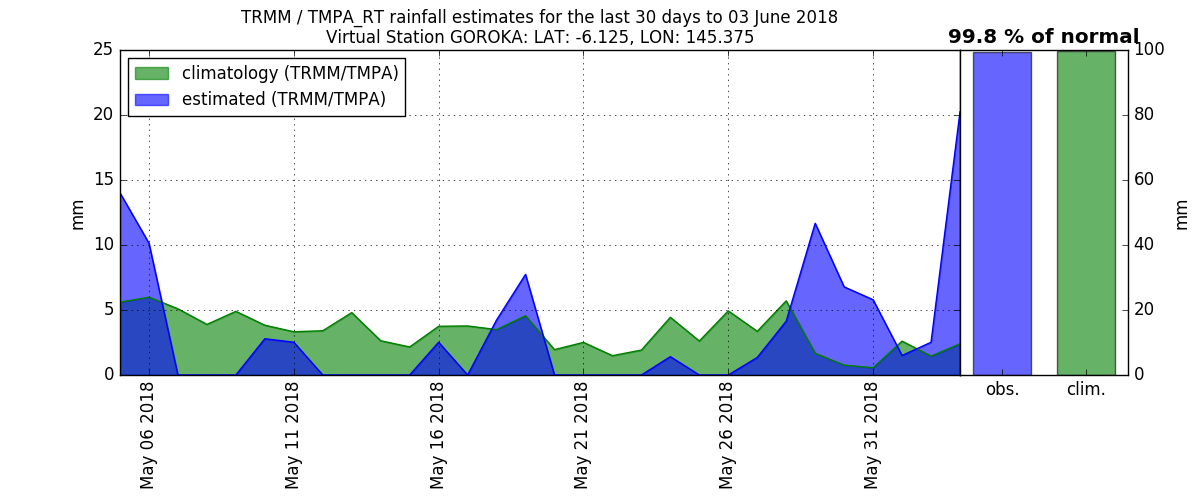 TRMM / TMPA_RT rainfall estimates for the last 30 days to 03 June 2018
Virtual Station GOROKA: LAT: -6.125, LON: 145.375
99.8 % of normal
climatology (TRMM/TMPA)
estimated (TRMM/TMPA)
25
20
15
10
5
0
mm
May 06 2018
May 11 2018
May 16 2018
May 21 2018
May 26 2018
May 31 2018
obs.
clim.
100
80
60
40
20
0
mm